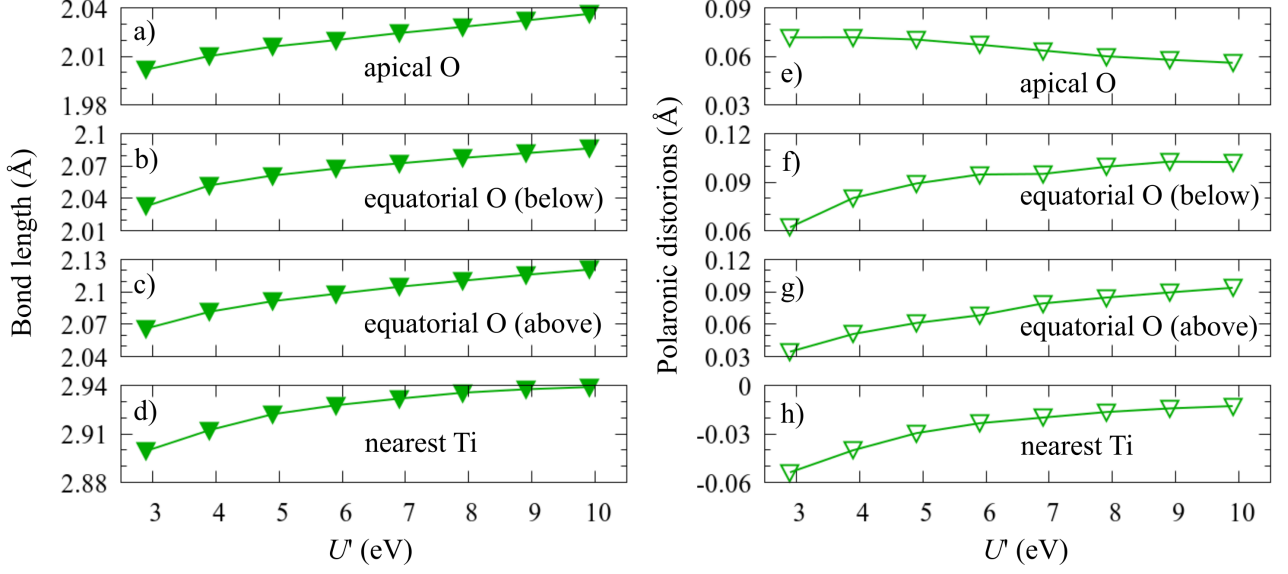 Bond length (Å)
2.04
2.01
1.98
a)
apical O
2.1
2.07
2.04
2.01
b)
equatorial O (below)
2.13
2.1
2.07
2.04
c)
equatorial O (above)
2.94
2.91
2.88
d)
nearest Ti
3 4 5 6 7 8 9 10
U' (eV)
Polaronic distorions (Å)
0.09
0.06
0.03
e)
apical O
0.12
0.09
0.06
f)
equatorial O (below)
0.12
0.09
0.06
0.03
g)
equatorial O (above)
0
-0.03
-0.06
h)
nearest Ti
3 4 5 6 7 8 9 10
U' (eV)